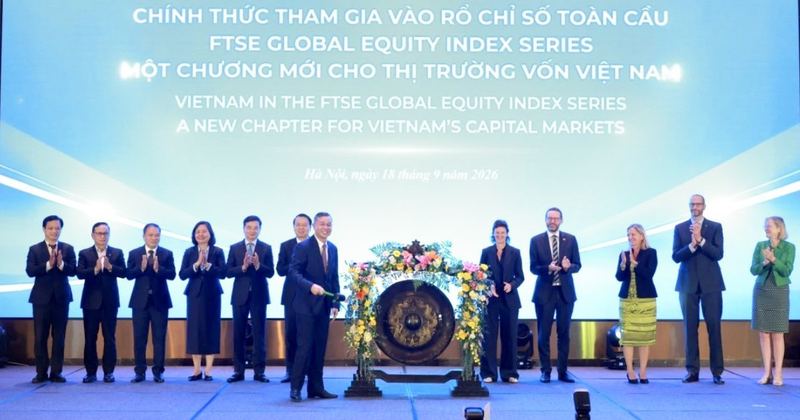 CHÍNH THỨC THAM GIA VÀO RỔ CHỈ SỐ TOÀN CẦU
FTSE GLOBAL EQUITY INDEX SERIES
MỘT CHƯƠNG MỚI CHO THỊ TRƯỜNG VỐN VIỆT NAM
VIETNAM IN THE FTSE GLOBAL EQUITY INDEX SERIES
A NEW CHAPTER FOR VIETNAM'S CAPITAL MARKETS
Hà Nội, ngày 18 tháng 9 năm 2026